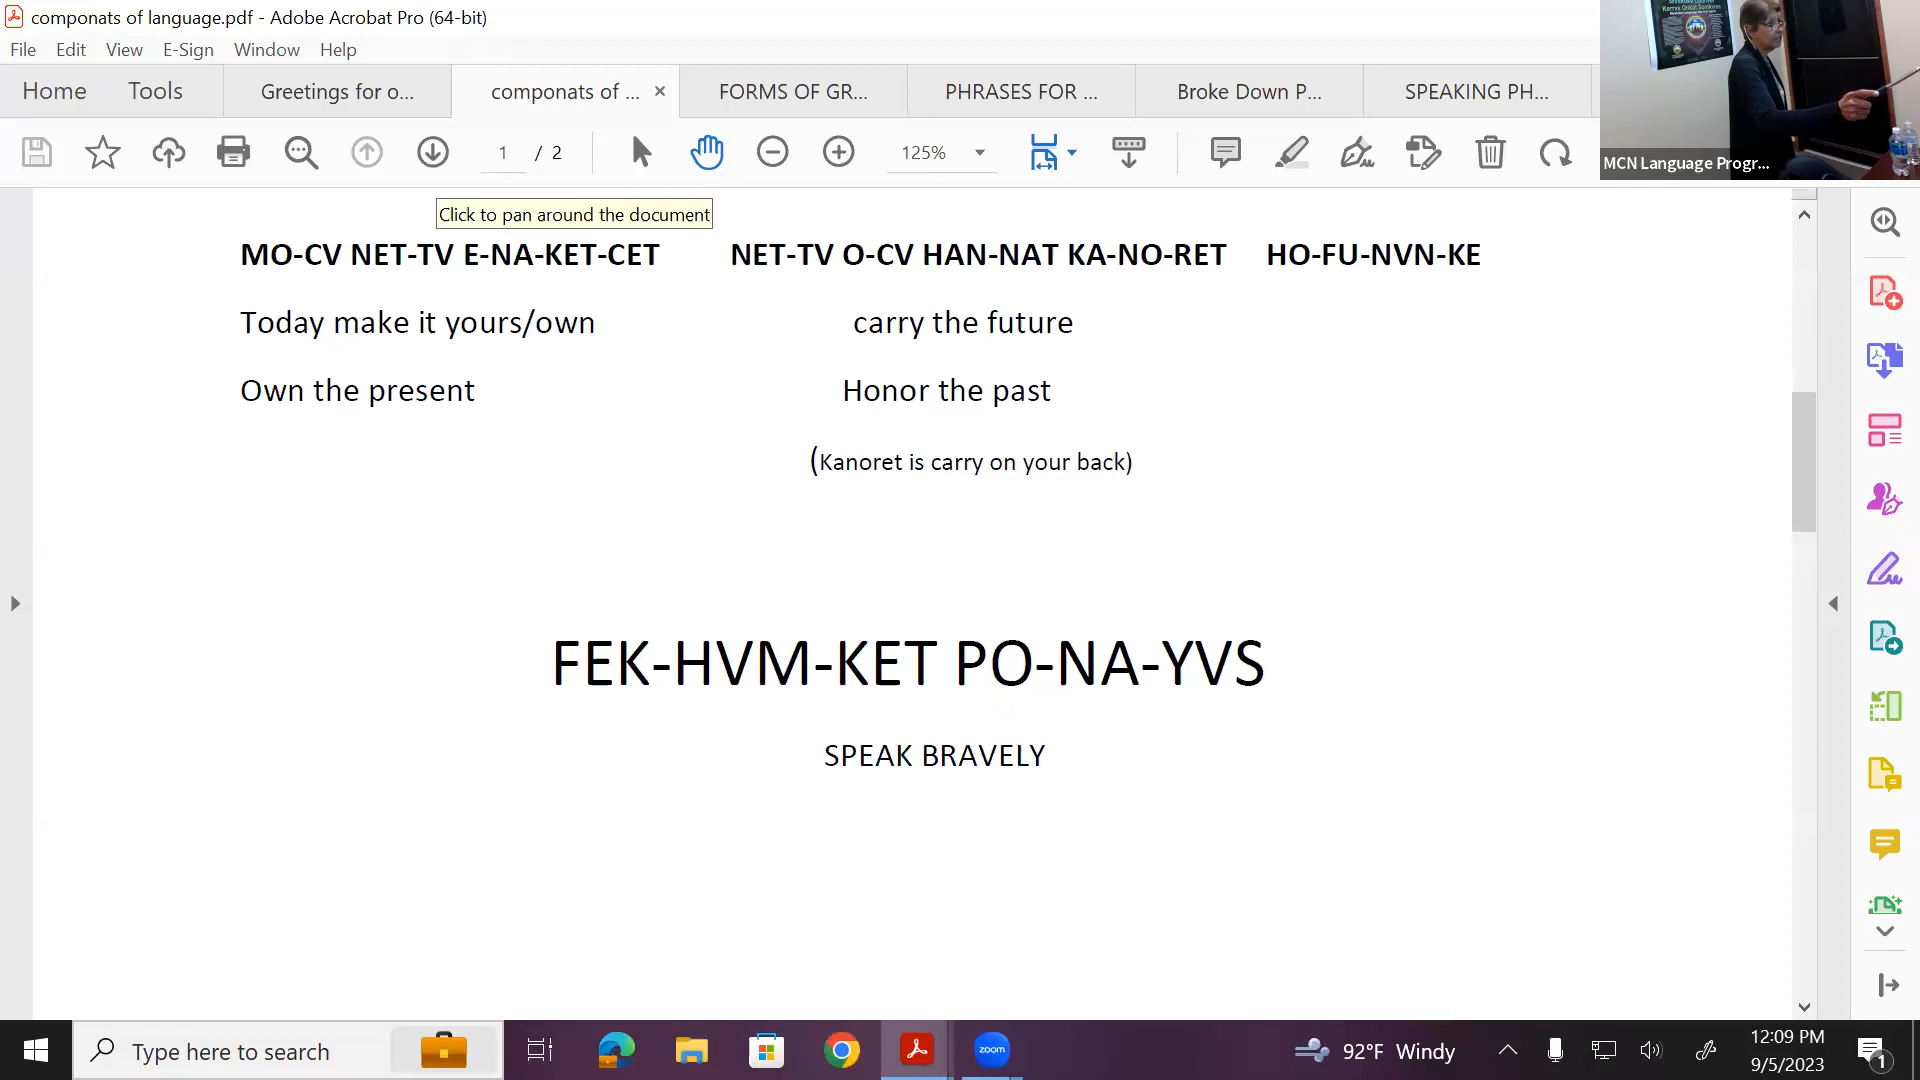 componats of language.pdf - Adobe Acrobat Pro (64-bit)
File Edit View E-Sign Window Help
Home Tools Greetings for o... componats of ... × FORMS OF GR... PHRASES FOR ... Broke Down P... SPEAKING PH...
1 / 2 125%
MCN Language Progr...
Click to pan around the document
MO-CV NET-TV E-NA-KET-CET NET-TV O-CV HAN-NAT KA-NO-RET HO-FU-NVN-KE
Today make it yours/own carry the future
Own the present Honor the past
(Kanoret is carry on your back)
FEK-HVM-KET PO-NA-YVS
SPEAK BRAVELY
Type here to search zoom 92°F Windy 12:09 PM
9/5/2023 1